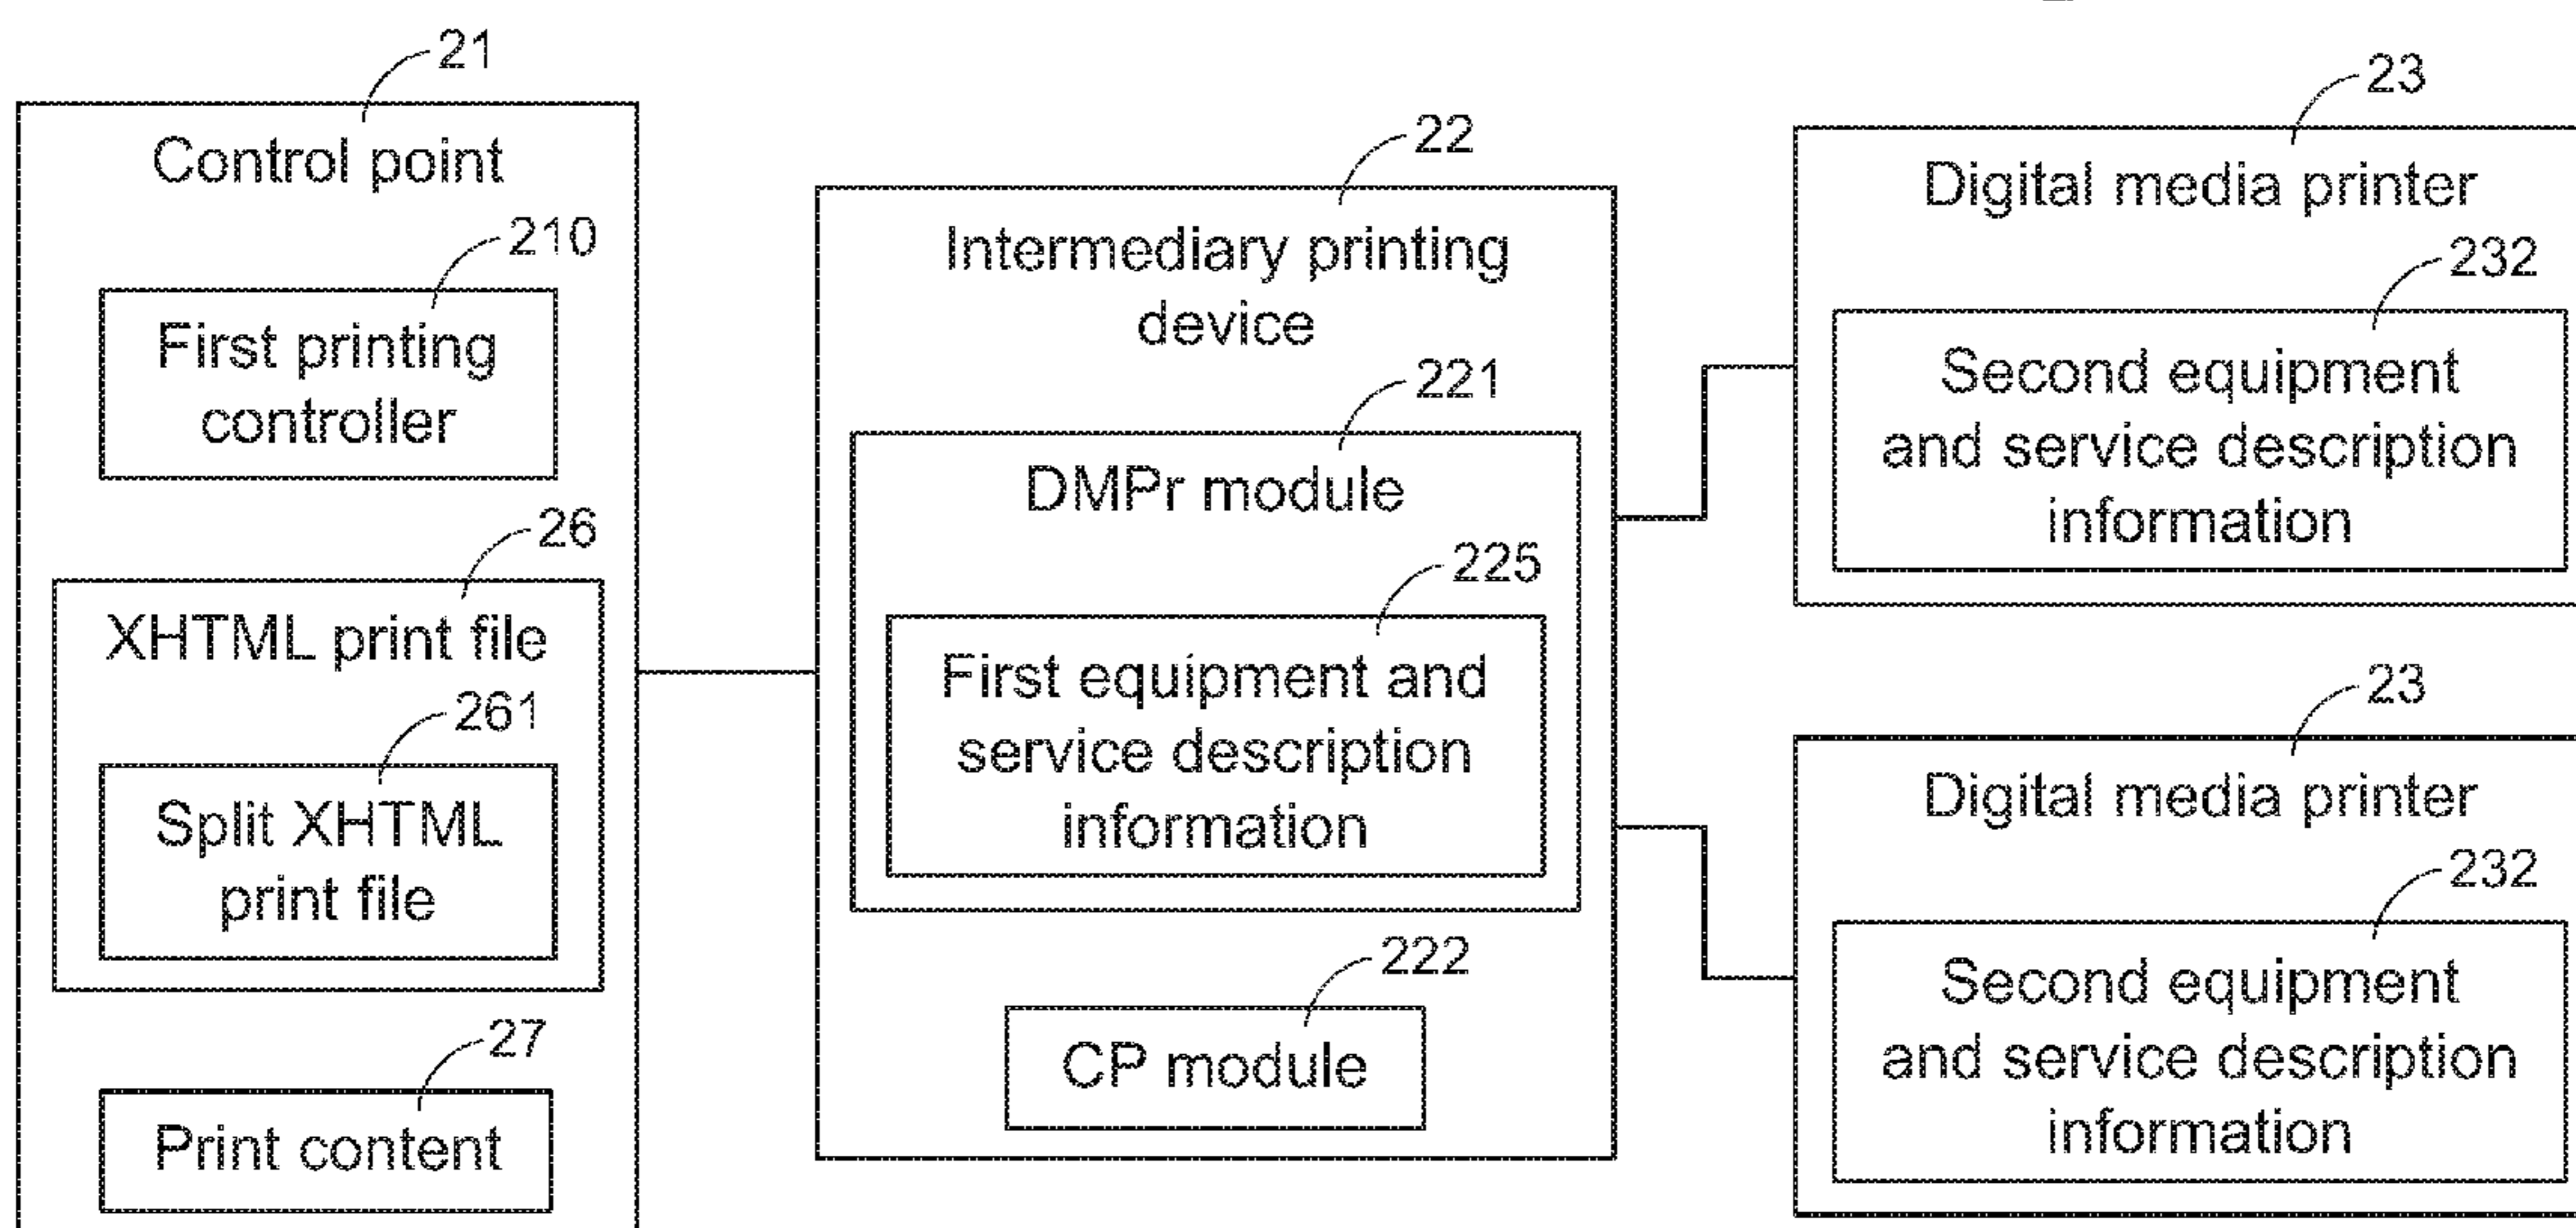 21
Control point
210
First printing
controller
26
XHTML print file
261
Split XHTML
print file
27
Print content
22
Intermediary printing
device
221
DMPr module
225
First equipment and
service description
information
222
CP module
23
Digital media printer
232
Second equipment
and service description
information
23
Digital media printer
232
Second equipment
and service description
information